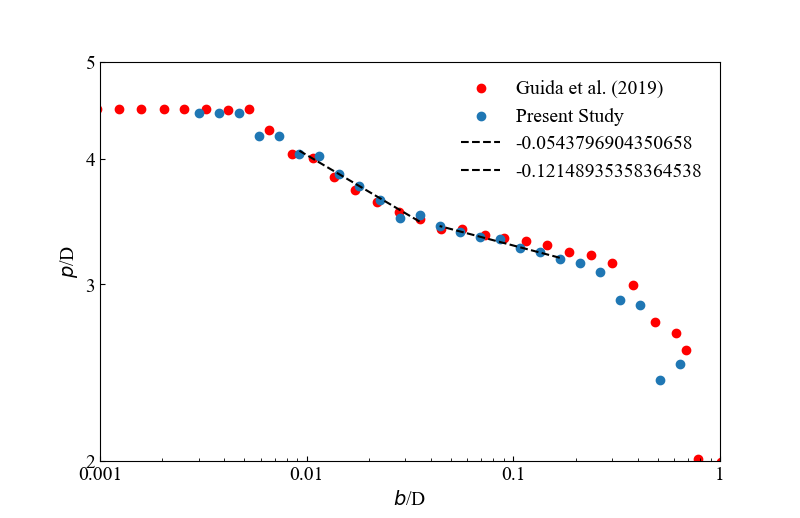 5
Guida et al. (2019)
Present Study
-0.0543796904350658
-0.12148935358364538
4
p/D
3
2
0.001
0.01
0.1
1
b/D